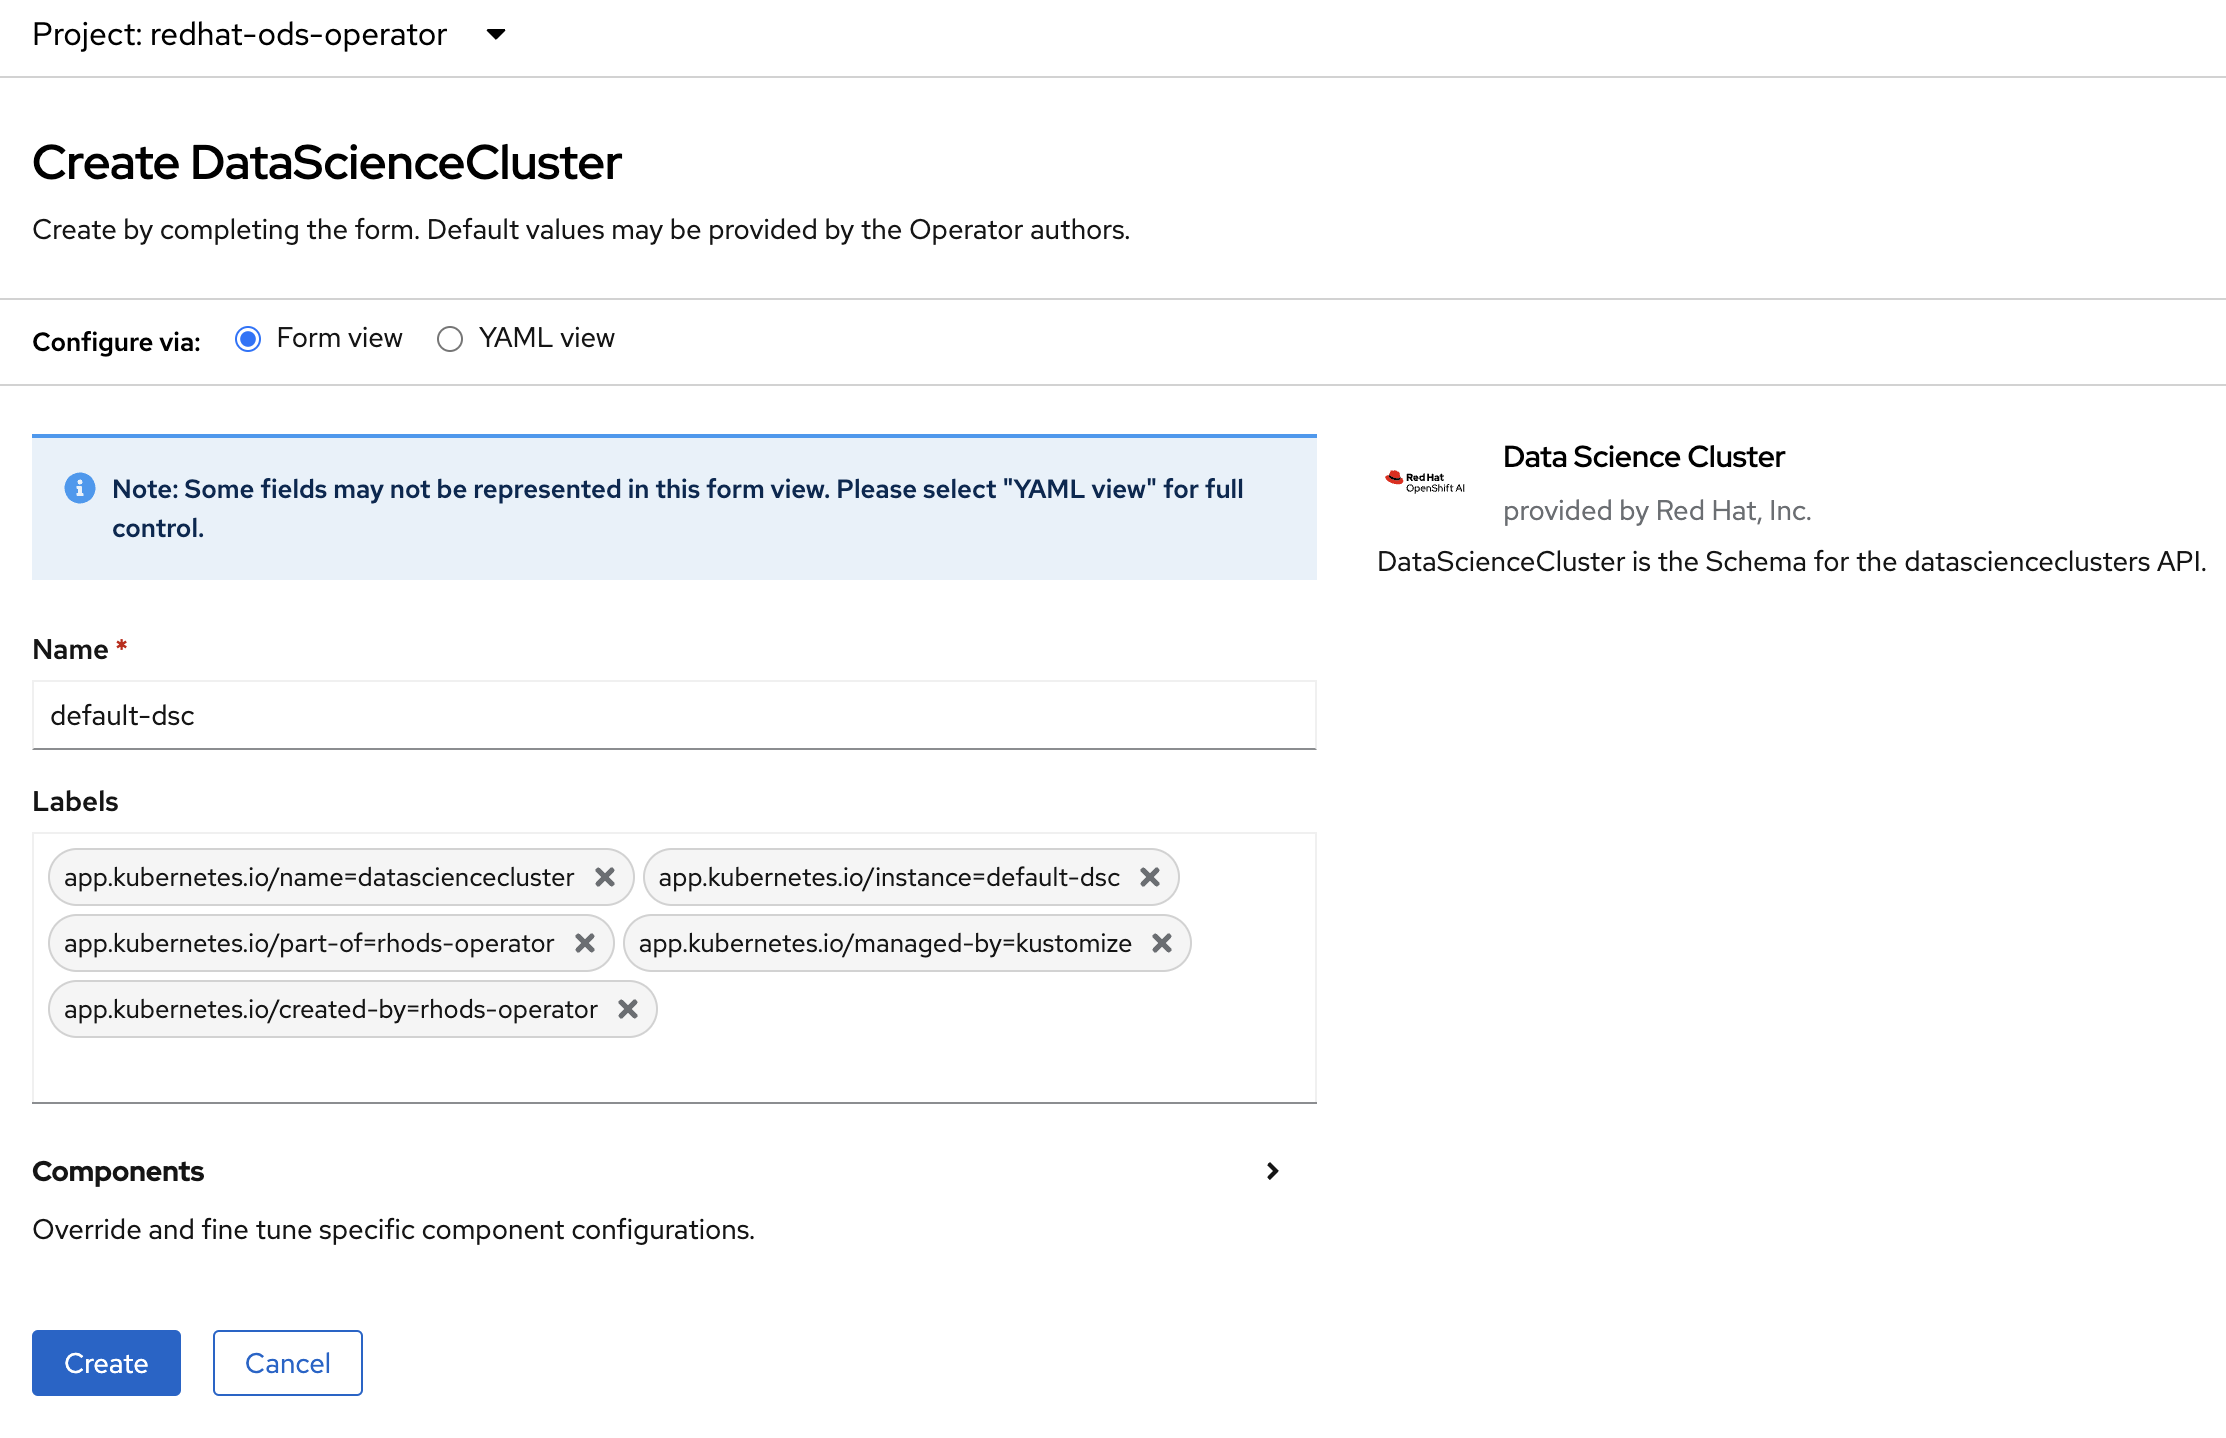 Project: redhat-ods-operator
Create DataScienceCluster
Create by completing the form. Default values may be provided by the Operator authors.
Configure via:
Form view
YAML view
Note: Some fields may not be represented in this form view. Please select "YAML view" for full
control.
Red Hat
OpenShift AI
Data Science Cluster
provided by Red Hat, Inc.
DataScienceCluster is the Schema for the datascienceclusters API.
Name *
default-dsc
Labels
app.kubernetes.io/name=datasciencecluster
app.kubernetes.io/instance=default-dsc
app.kubernetes.io/part-of=rhods-operator
app.kubernetes.io/managed-by=kustomize
app.kubernetes.io/created-by=rhods-operator
Components
Override and fine tune specific component configurations.
Create
Cancel